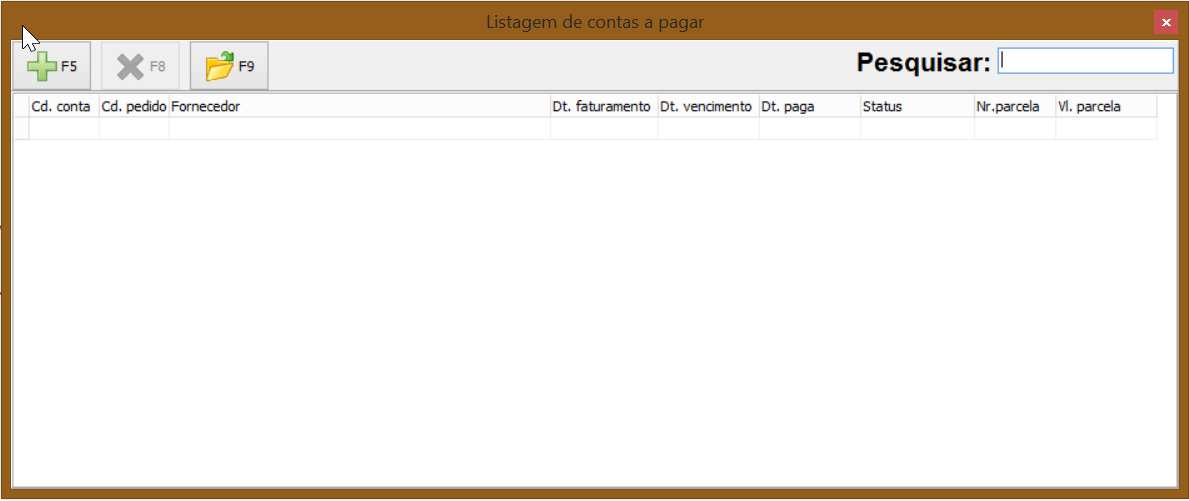 Listagem de contas a pagar
F5 F8 F9 Pesquisar:
Cd. conta Cd. pedido Fornecedor Dt. faturamento Dt. vencimento Dt. paga Status Nr.parcela Vl. parcela